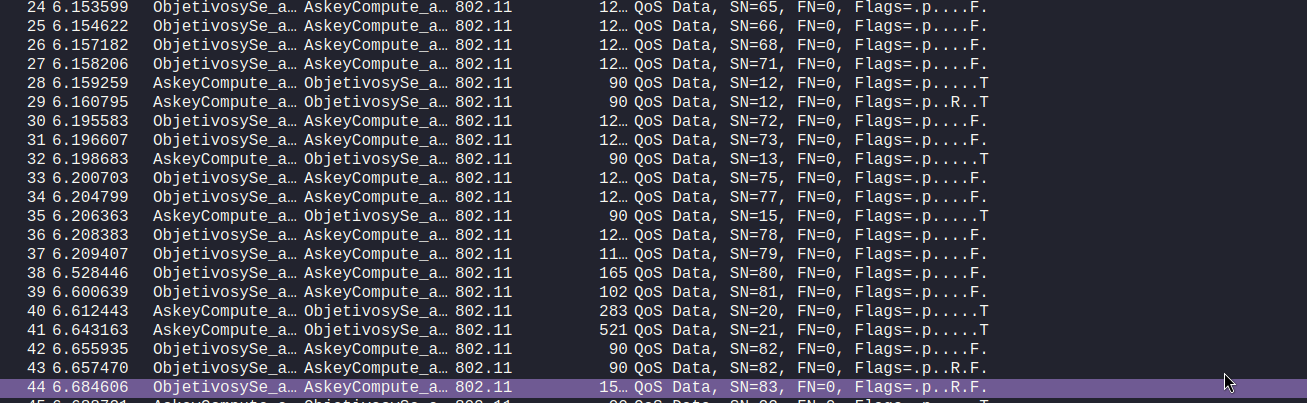 24 6.153599 ObjetivosySe_a… AskeyCompute_a… 802.11 12… QoS Data, SN=65, FN=0, Flags=.p....F.
25 6.154622 ObjetivosySe_a… AskeyCompute_a… 802.11 12… QoS Data, SN=66, FN=0, Flags=.p....F.
26 6.157182 ObjetivosySe_a… AskeyCompute_a… 802.11 12… QoS Data, SN=68, FN=0, Flags=.p....F.
27 6.158206 ObjetivosySe_a… AskeyCompute_a… 802.11 12… QoS Data, SN=71, FN=0, Flags=.p....F.
28 6.159259 AskeyCompute_a… ObjetivosySe_a… 802.11 90 QoS Data, SN=12, FN=0, Flags=.p.....T
29 6.160795 AskeyCompute_a… ObjetivosySe_a… 802.11 90 QoS Data, SN=12, FN=0, Flags=.p..R..T
30 6.195583 ObjetivosySe_a… AskeyCompute_a… 802.11 12… QoS Data, SN=72, FN=0, Flags=.p....F.
31 6.196607 ObjetivosySe_a… AskeyCompute_a… 802.11 12… QoS Data, SN=73, FN=0, Flags=.p....F.
32 6.198683 AskeyCompute_a… ObjetivosySe_a… 802.11 90 QoS Data, SN=13, FN=0, Flags=.p.....T
33 6.200703 ObjetivosySe_a… AskeyCompute_a… 802.11 12… QoS Data, SN=75, FN=0, Flags=.p....F.
34 6.204799 ObjetivosySe_a… AskeyCompute_a… 802.11 12… QoS Data, SN=77, FN=0, Flags=.p....F.
35 6.206363 AskeyCompute_a… ObjetivosySe_a… 802.11 90 QoS Data, SN=15, FN=0, Flags=.p.....T
36 6.208383 ObjetivosySe_a… AskeyCompute_a… 802.11 12… QoS Data, SN=78, FN=0, Flags=.p....F.
37 6.209407 ObjetivosySe_a… AskeyCompute_a… 802.11 11… QoS Data, SN=79, FN=0, Flags=.p....F.
38 6.528446 ObjetivosySe_a… AskeyCompute_a… 802.11 165 QoS Data, SN=80, FN=0, Flags=.p....F.
39 6.600639 ObjetivosySe_a… AskeyCompute_a… 802.11 102 QoS Data, SN=81, FN=0, Flags=.p....F.
40 6.612443 AskeyCompute_a… ObjetivosySe_a… 802.11 283 QoS Data, SN=20, FN=0, Flags=.p.....T
41 6.643163 AskeyCompute_a… ObjetivosySe_a… 802.11 521 QoS Data, SN=21, FN=0, Flags=.p.....T
42 6.655935 ObjetivosySe_a… AskeyCompute_a… 802.11 90 QoS Data, SN=82, FN=0, Flags=.p....F.
43 6.657470 ObjetivosySe_a… AskeyCompute_a… 802.11 90 QoS Data, SN=82, FN=0, Flags=.p..R.F.
44 6.684606 ObjetivosySe_a… AskeyCompute_a… 802.11 15… QoS Data, SN=83, FN=0, Flags=.p..R.F.